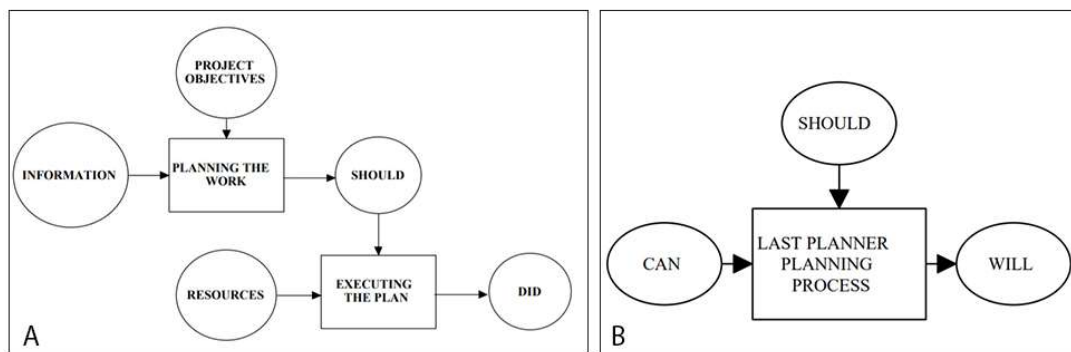 PROJECT
OBJECTIVES
INFORMATION
PLANNING THE
WORK
SHOULD
RESOURCES
EXECUTING
THE PLAN
DID
A
SHOULD
CAN
LAST PLANNER
PLANNING
PROCESS
WILL
B